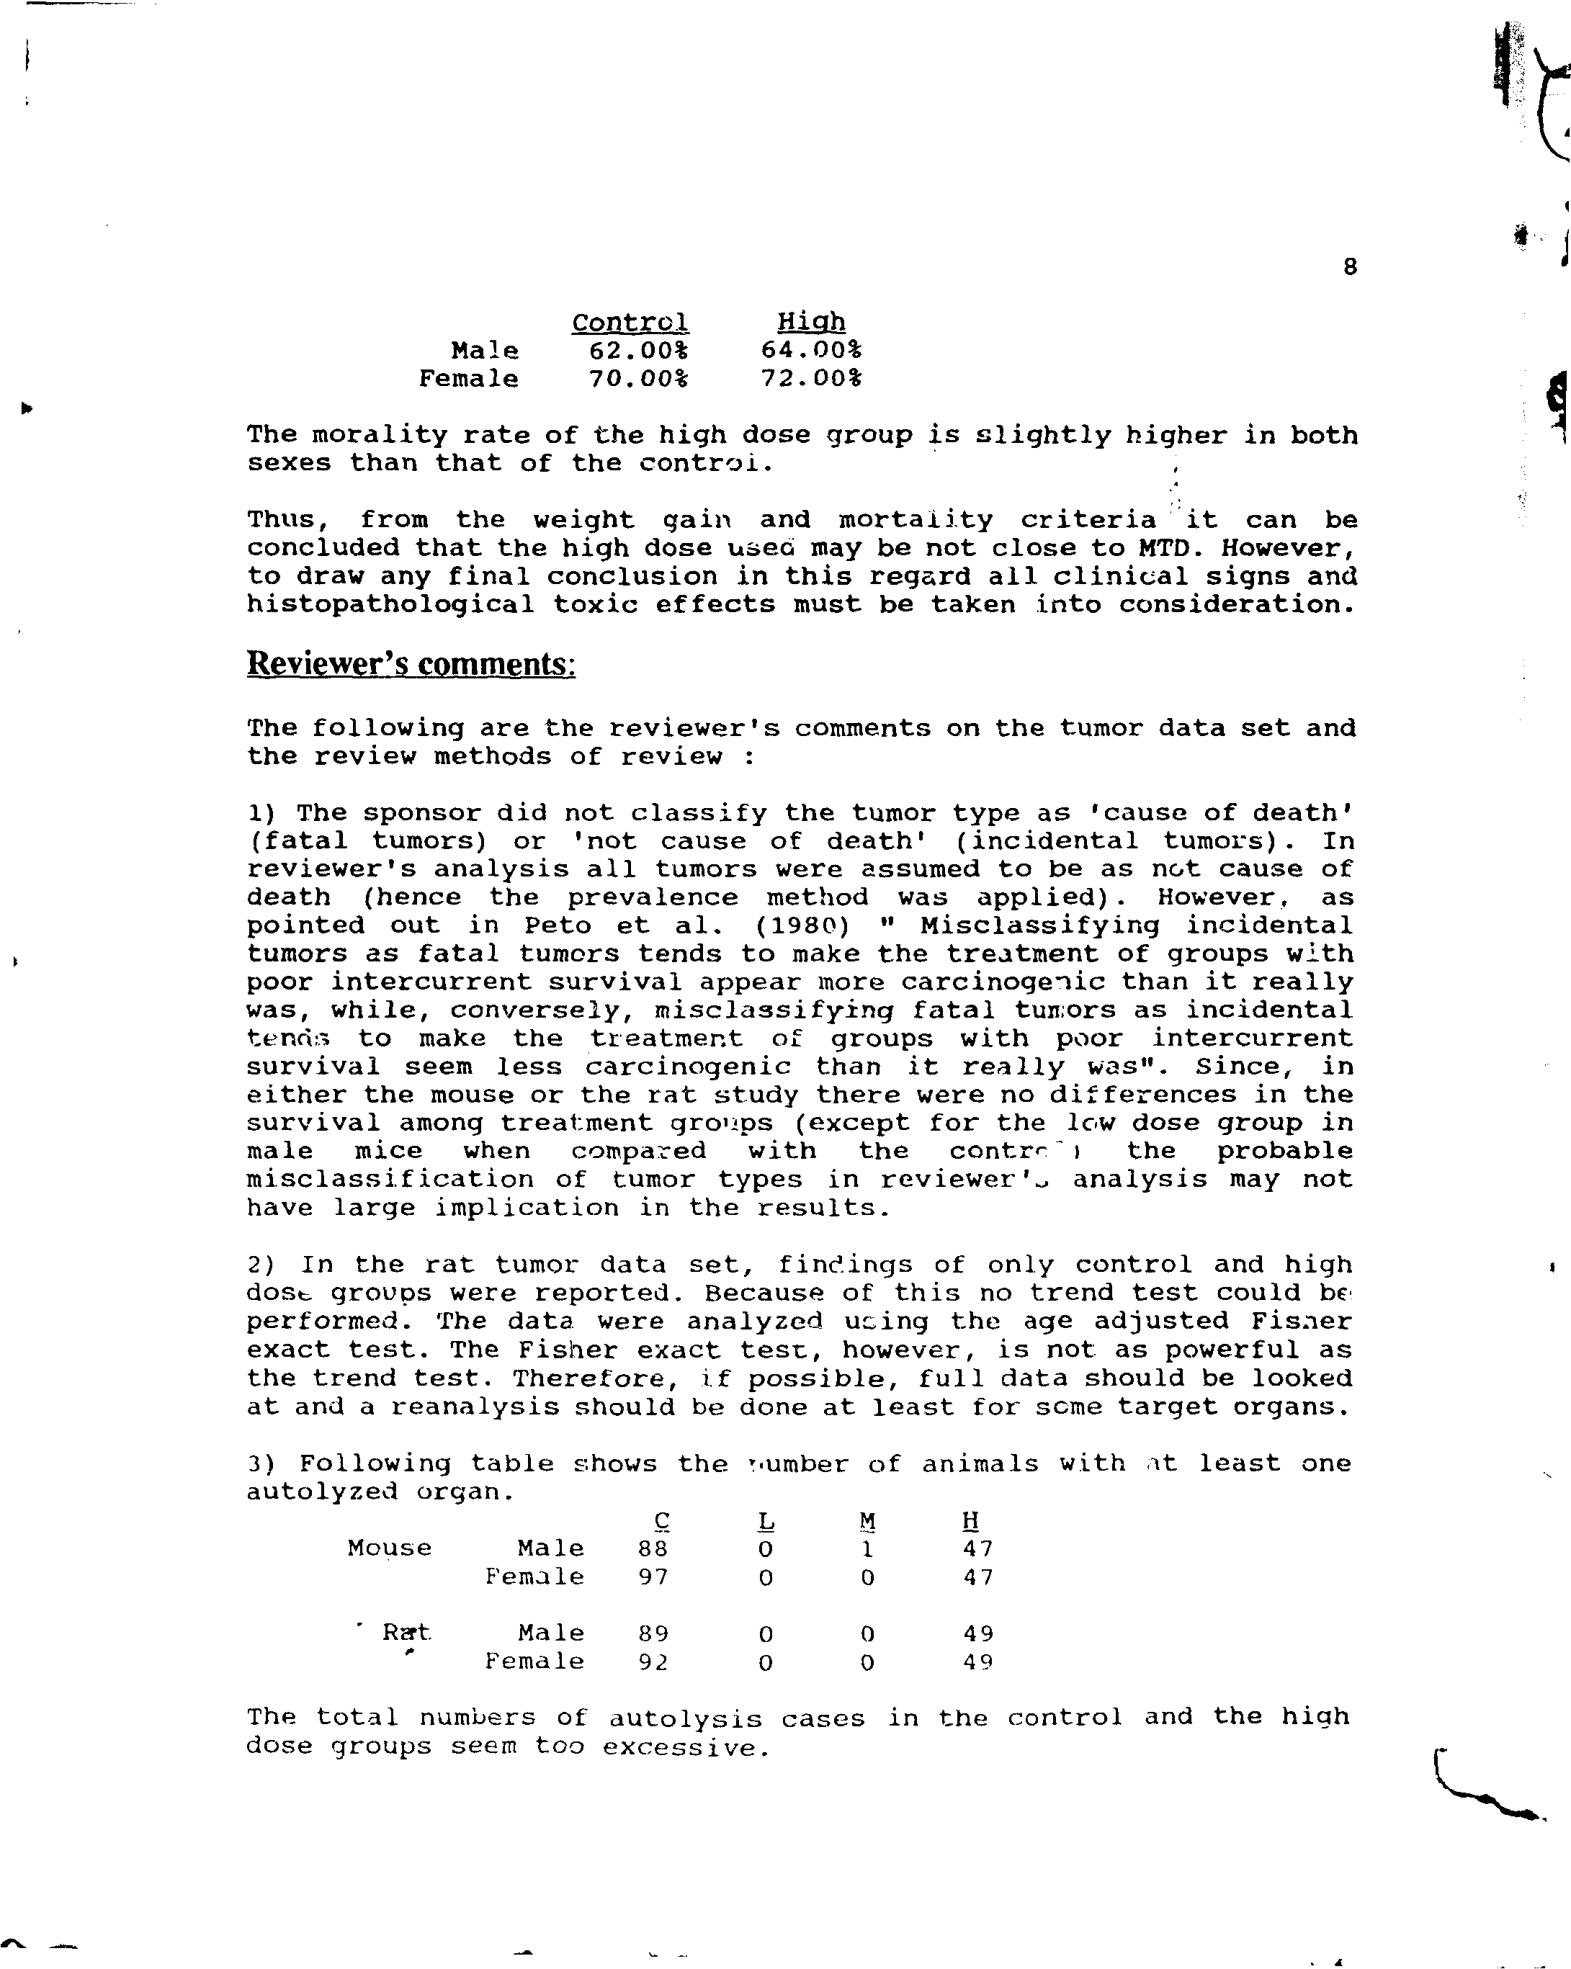 8
Control High
Male 62.00% 64.00%
Female 70.00% 72.00%
The morality rate of the high dose group is slightly higher in both
sexes than that of the control.
Thus, from the weight gain and mortality criteria it can be
concluded that the high dose used may be not close to MTD. However,
to draw any final conclusion in this regard all clinical signs and
histopathological toxic effects must be taken into consideration.
Reviewer's comments:
The following are the reviewer's comments on the tumor data set and
the review methods of review :
1) The sponsor did not classify the tumor type as 'cause of death'
(fatal tumors) or 'not cause of death' (incidental tumors). In
reviewer's analysis all tumors were assumed to be as not cause of
death (hence the prevalence method was applied). However, as
pointed out in Peto et al. (1980) " Misclassifying incidental
tumors as fatal tumors tends to make the treatment of groups with
poor intercurrent survival appear more carcinogenic than it really
was, while, conversely, misclassifying fatal tumors as incidental
tends to make the treatment of groups with poor intercurrent
survival seem less carcinogenic than it really was". Since, in
either the mouse or the rat study there were no differences in the
survival among treatment groups (except for the low dose group in
male mice when compared with the control) the probable
misclassification of tumor types in reviewer's analysis may not
have large implication in the results.
2) In the rat tumor data set, findings of only control and high
dose groups were reported. Because of this no trend test could be
performed. The data were analyzed using the age adjusted Fisher
exact test. The Fisher exact test, however, is not as powerful as
the trend test. Therefore, if possible, full data should be looked
at and a reanalysis should be done at least for some target organs.
3) Following table shows the number of animals with at least one
autolyzed organ.
C L M H
Mouse Male 88 0 1 47
Female 97 0 0 47
Rat Male 89 0 0 49
Female 92 0 0 49
The total numbers of autolysis cases in the control and the high
dose groups seem too excessive.